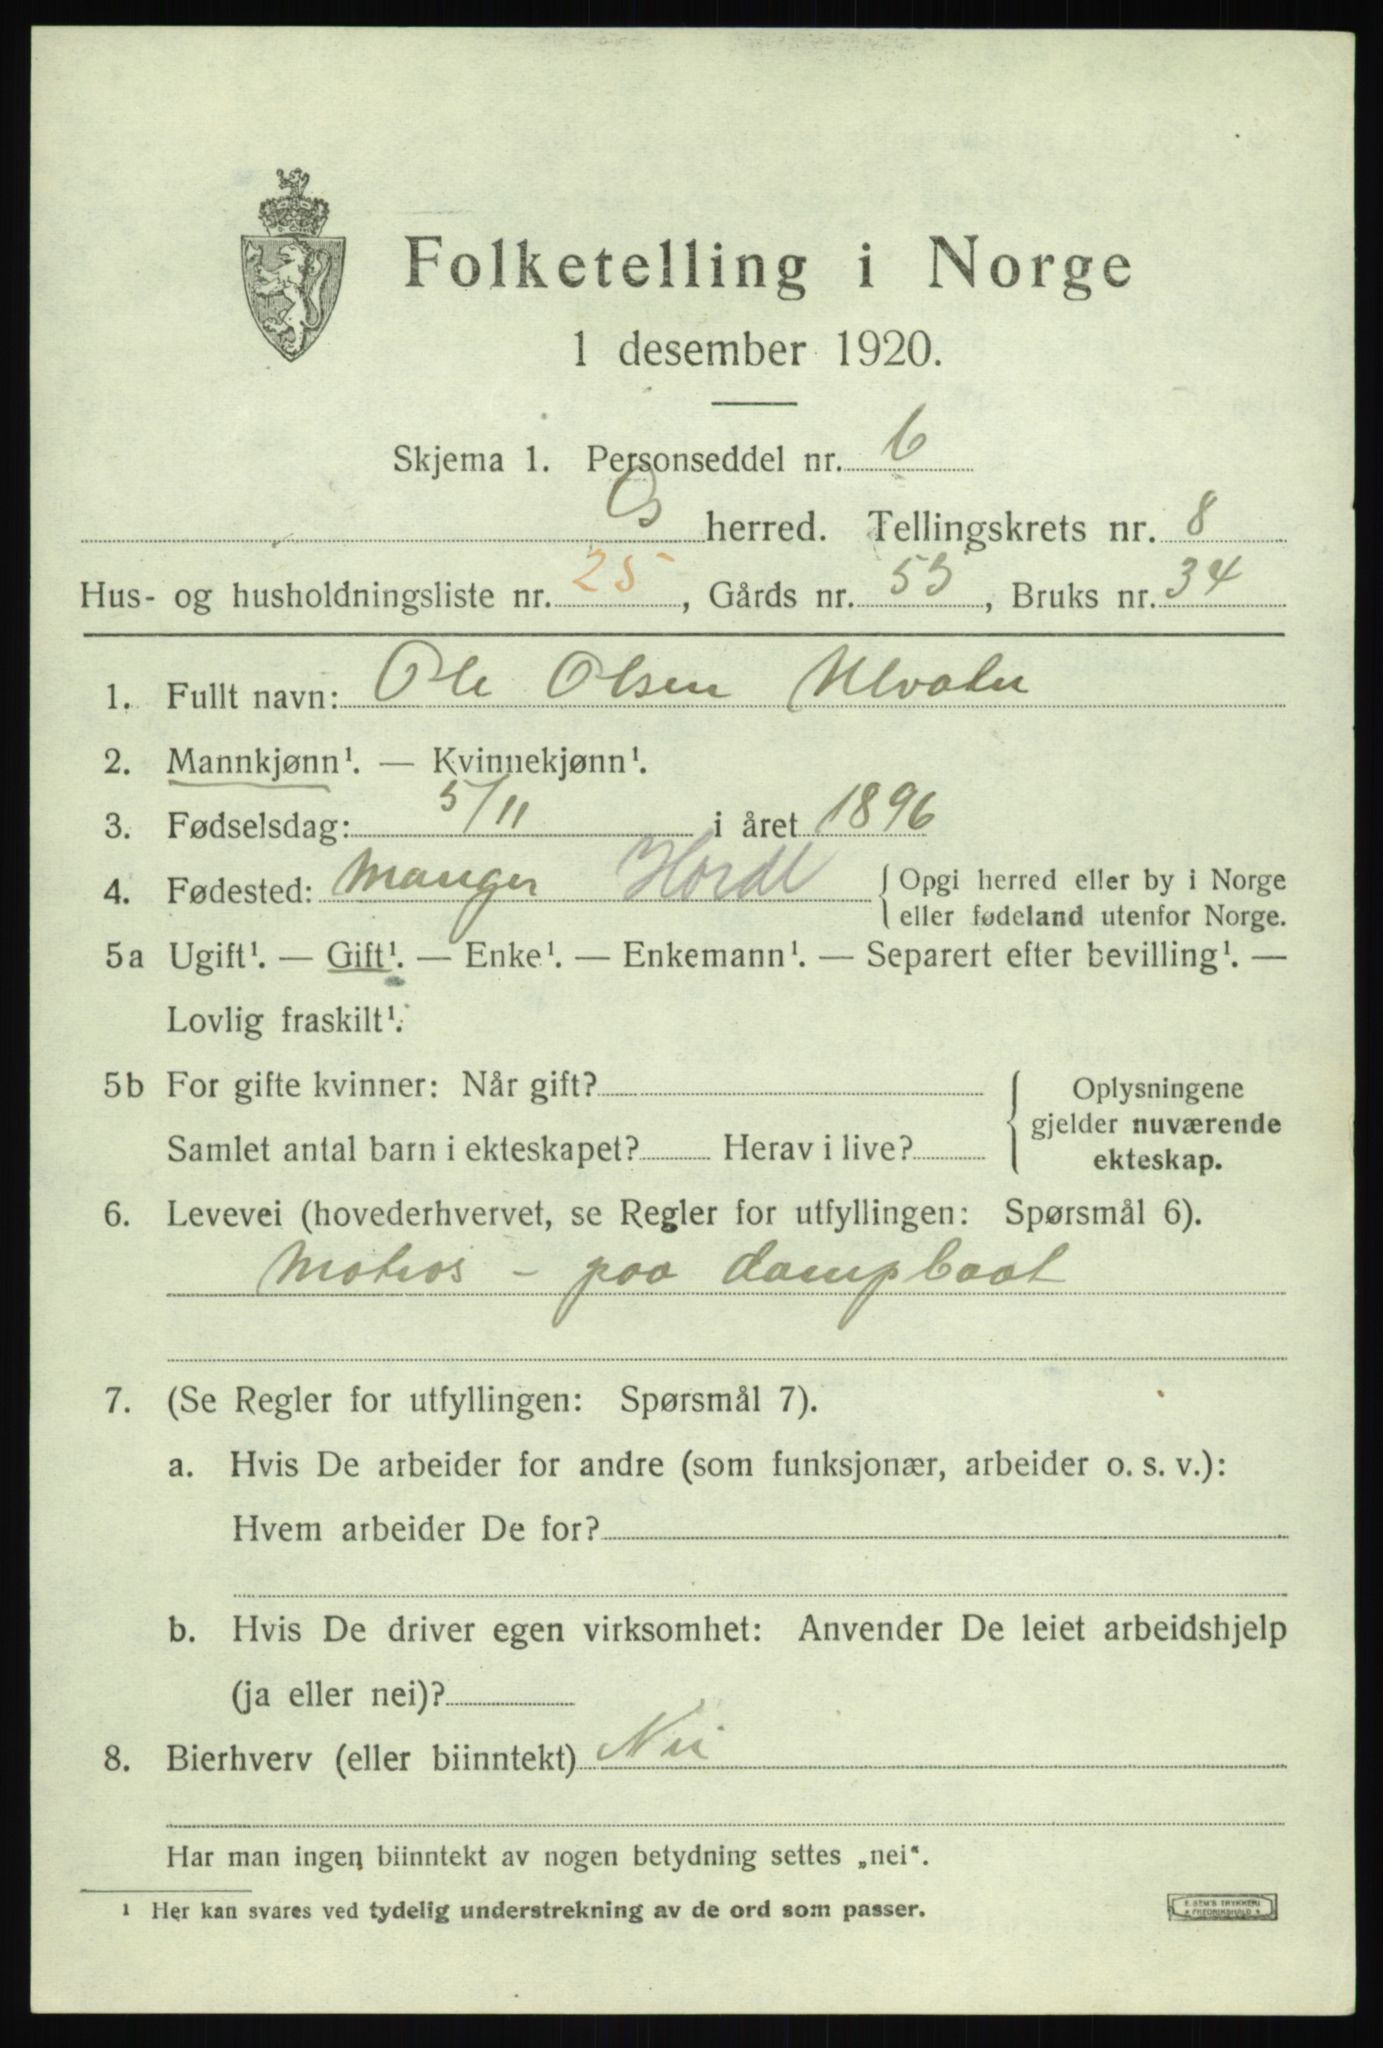 Folketelling i Norge
1 desember 1920.
Skjema 1. Personseddel nr. 6
Os herred. Tellingskrets nr. 8
Hus- og husholdningsliste nr. 25, Gårds nr. 53, Bruks nr. 34
1. Fullt navn: Ole Olsen
2. Mannkjønn¹. — Kvinnekjønn¹.
3. Fødselsdag: 5/11 i året 1896
4. Fødested: Manger Hordl { Opgi herred eller by i Norge
eller fødeland utenfor Norge.
5a Ugift¹. — Gift¹. — Enke¹. — Enkemann¹. — Separert efter bevilling¹. —
Lovlig fraskilt¹.
5b For gifte kvinner: Når gift? { Oplysningene
gjelder nuværende
Samlet antal barn i ekteskapet? Herav i live? ekteskap.
6. Levevei (hovederhvervet, se Regler for utfyllingen: Spørsmål 6).
Matros - paa dampbaat
7. (Se Regler for utfyllingen: Spørsmål 7).
a. Hvis De arbeider for andre (som funksjonær, arbeider o. s. v.):
Hvem arbeider De for?
b. Hvis De driver egen virksomhet: Anvender De leiet arbeidshjelp
(ja eller nei)?
8. Bierhverv (eller biinntekt) Nei
Har man ingen biinntekt av nogen betydning settes „nei".
¹ Her kan svares ved tydelig understrekning av de ord som passer.